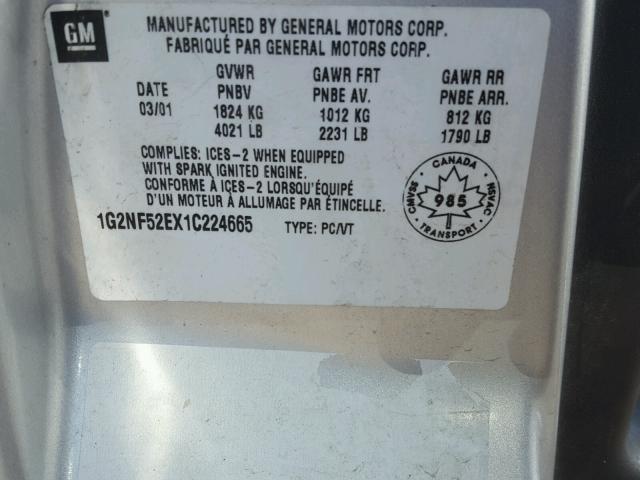 GM
MANUFACTURED BY GENERAL MOTORS CORP.
FABRIQUÉ PAR GENERAL MOTORS CORP.
GVWR GAWR FRT GAWR RR
DATE PNBV PNBE AV. PNBE ARR.
03/01 1824 KG 1012 KG 812 KG
4021 LB 2231 LB 1790 LB
COMPLIES: ICES-2 WHEN EQUIPPED
WITH SPARK IGNITED ENGINE.
CONFORME À ICES-2 LORSQU'ÉQUIPÉ
D'UN MOTEUR À ALLUMAGE PAR ÉTINCELLE.
1G2NF52EX1C224665 TYPE: PC/VT
CANADA
CMVSS 985 NSVAC
TRANSPORT